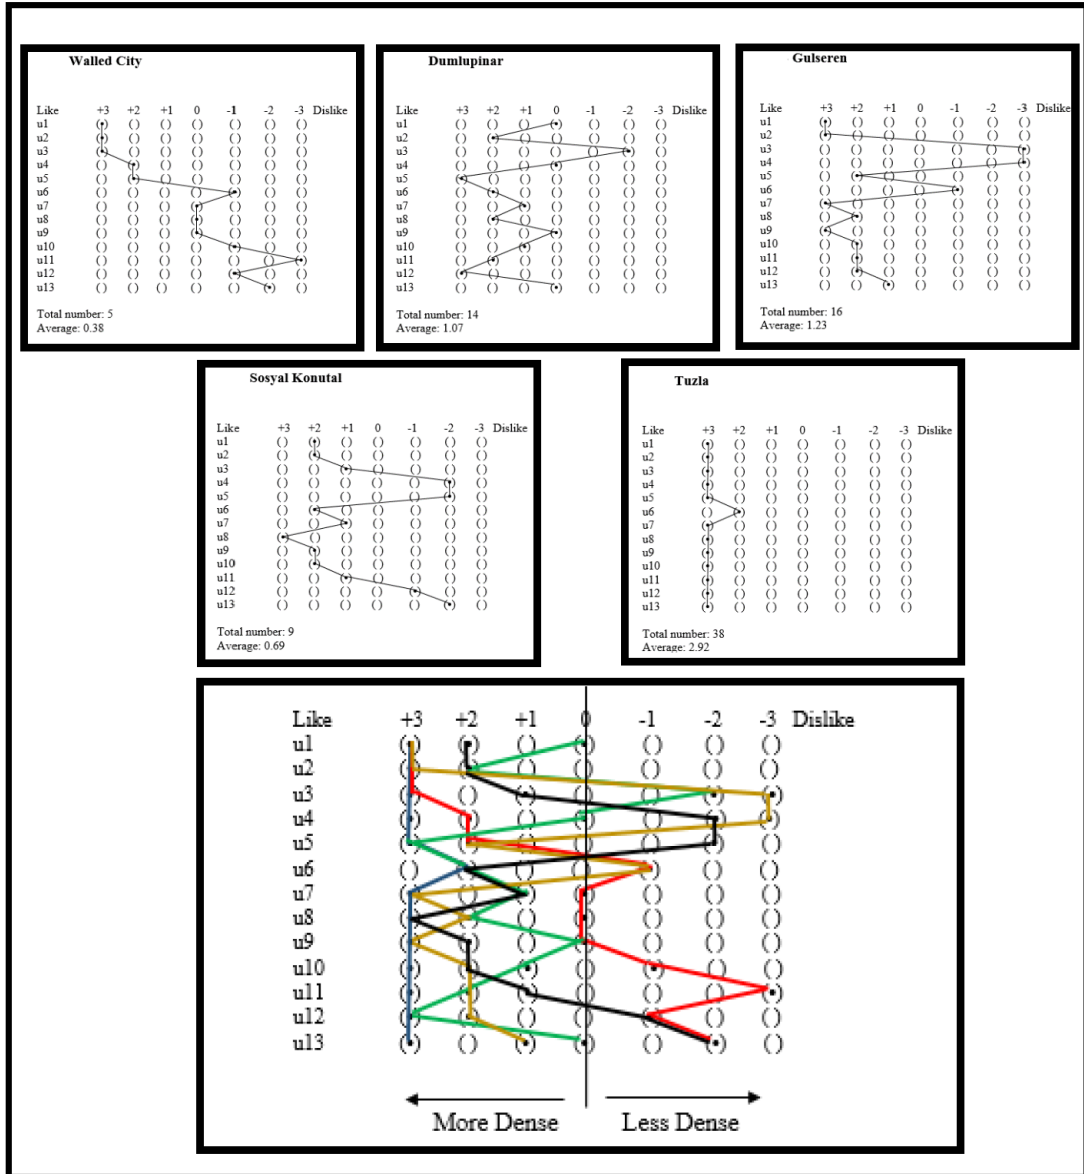 Walled City
Like +3 +2 +1 0 -1 -2 -3 Dislike
u1
u2
u3
u4
u5
u6
u7
u8
u9
u10
u11
u12
u13
Total number: 5
Average: 0.38
Dumlupinar
Like +3 +2 +1 0 -1 -2 -3 Dislike
u1
u2
u3
u4
u5
u6
u7
u8
u9
u10
u11
u12
u13
Total number: 14
Average: 1.07
Gulseren
Like +3 +2 +1 0 -1 -2 -3 Dislike
u1
u2
u3
u4
u5
u6
u7
u8
u9
u10
u11
u12
u13
Total number: 16
Average: 1.23
Sosyal Konutal
Like +3 +2 +1 0 -1 -2 -3 Dislike
u1
u2
u3
u4
u5
u6
u7
u8
u9
u10
u11
u12
u13
Total number: 9
Average: 0.69
Tuzla
Like +3 +2 +1 0 -1 -2 -3 Dislike
u1
u2
u3
u4
u5
u6
u7
u8
u9
u10
u11
u12
u13
Total number: 38
Average: 2.92
Like +3 +2 +1 0 -1 -2 -3 Dislike
u1
u2
u3
u4
u5
u6
u7
u8
u9
u10
u11
u12
u13
More Dense Less Dense